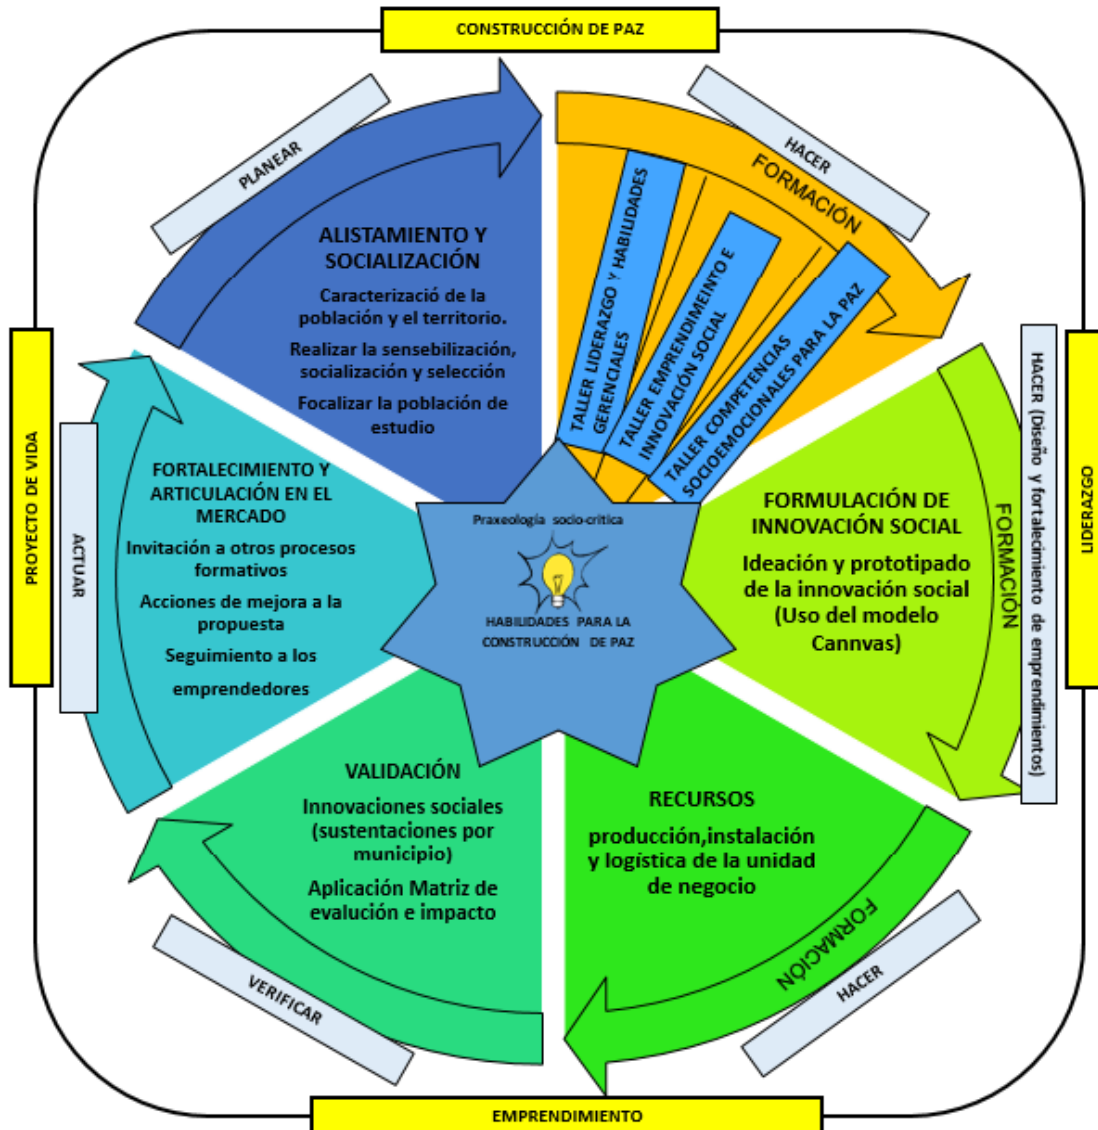 CONSTRUCCIÓN DE PAZ
PLANEAR
HACER
FORMACIÓN
ALISTAMIENTO Y
SOCIALIZACIÓN
Caracterizació de la
población y el territorio.
Realizar la sensebilización,
socialización y selección
Focalizar la población de
estudio
TALLER LIDERAZGO Y HABILIDADES
GERENCIALES
TALLER EMPRENDIMEINTO E
INNOVACIÓN SOCIAL
TALLER COMPETENCIAS
SOCIOEMOCIONALES PARA LA PAZ
HACER (Diseño y fortalecimiento de emprendimientos)
LIDERAZGO
FORMACIÓN
FORMULACIÓN DE
INNOVACIÓN SOCIAL
Ideación y prototipado
de la innovación social
(Uso del modelo
Cannvas)
PROYECTO DE VIDA
ACTUAR
FORTALECIMIENTO Y
ARTICULACIÓN EN EL
MERCADO
Invitación a otros procesos
formativos
Acciones de mejora a la
propuesta
Seguimiento a los
emprendedores
Praxeología socio-critica
HABILIDADES PARA LA
CONSTRUCCIÓN DE PAZ
VALIDACIÓN
Innovaciones sociales
(sustentaciones por
municipio)
Aplicación Matriz de
evalución e impacto
RECURSOS
producción,instalación
y logística de la unidad
de negocio
FORMACIÓN
HACER
VERIFICAR
EMPRENDIMIENTO